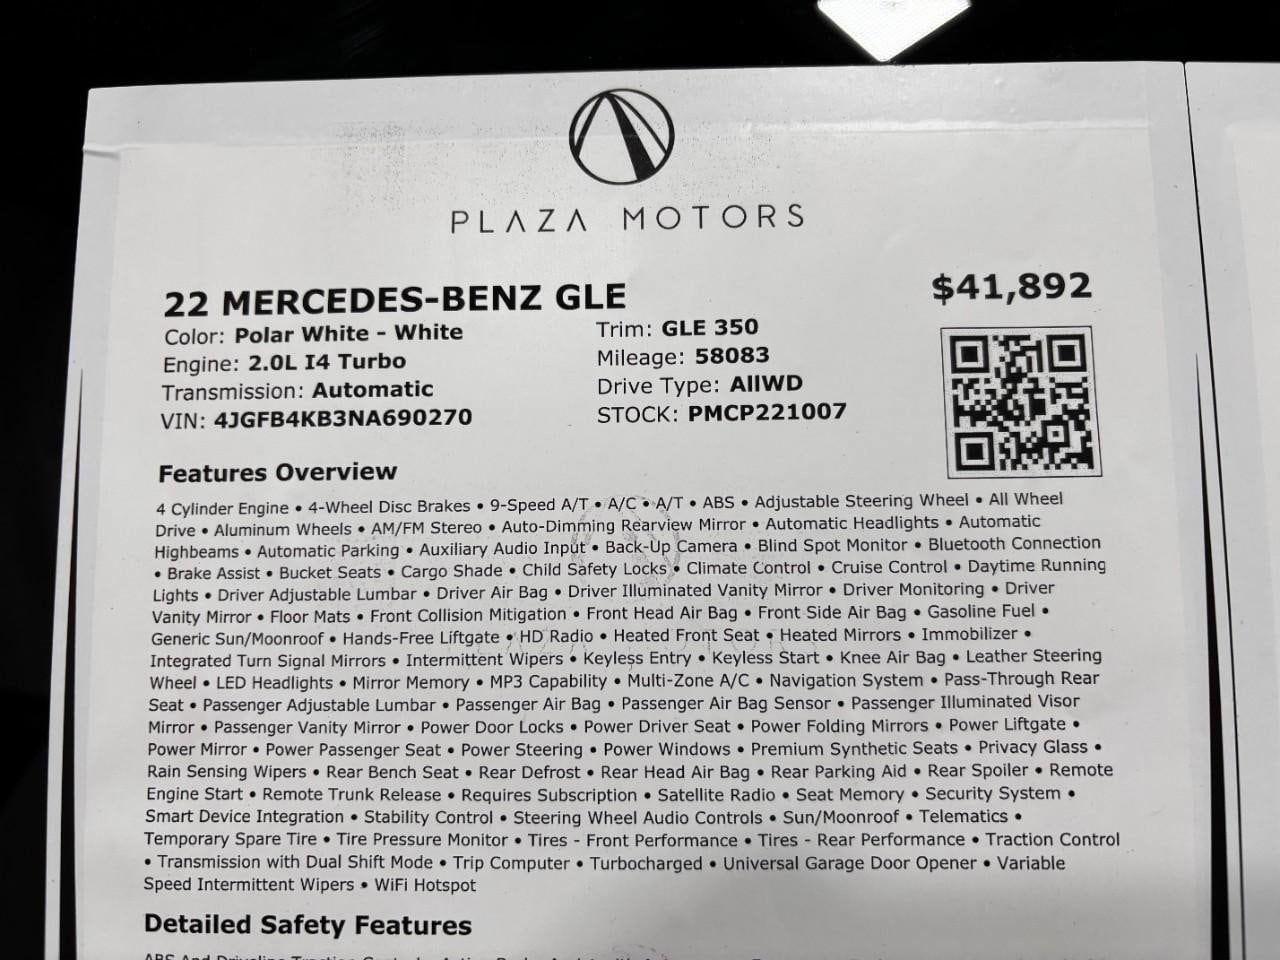 PLAZA MOTORS
22 MERCEDES-BENZ GLE
$41,892
Color: Polar White - White
Trim: GLE 350
Engine: 2.0L I4 Turbo
Mileage: 58083
Transmission: Automatic
Drive Type: AllWD
VIN: 4JGFB4KB3NA690270
STOCK: PMCP221007
Features Overview
4 Cylinder Engine • 4-Wheel Disc Brakes • 9-Speed A/T • A/C • A/T • ABS • Adjustable Steering Wheel • All Wheel
Drive • Aluminum Wheels • AM/FM Stereo • Auto-Dimming Rearview Mirror • Automatic Headlights • Automatic
Highbeams • Automatic Parking • Auxiliary Audio Input • Back-Up Camera • Blind Spot Monitor • Bluetooth Connection
• Brake Assist • Bucket Seats • Cargo Shade • Child Safety Locks • Climate Control • Cruise Control • Daytime Running
Lights • Driver Adjustable Lumbar • Driver Air Bag • Driver Illuminated Vanity Mirror • Driver Monitoring • Driver
Vanity Mirror • Floor Mats • Front Collision Mitigation • Front Head Air Bag • Front Side Air Bag • Gasoline Fuel •
Generic Sun/Moonroof • Hands-Free Liftgate • HD Radio • Heated Front Seat • Heated Mirrors • Immobilizer •
Integrated Turn Signal Mirrors • Intermittent Wipers • Keyless Entry • Keyless Start • Knee Air Bag • Leather Steering
Wheel • LED Headlights • Mirror Memory • MP3 Capability • Multi-Zone A/C • Navigation System • Pass-Through Rear
Seat • Passenger Adjustable Lumbar • Passenger Air Bag • Passenger Air Bag Sensor • Passenger Illuminated Visor
Mirror • Passenger Vanity Mirror • Power Door Locks • Power Driver Seat • Power Folding Mirrors • Power Liftgate •
Power Mirror • Power Passenger Seat • Power Steering • Power Windows • Premium Synthetic Seats • Privacy Glass •
Rain Sensing Wipers • Rear Bench Seat • Rear Defrost • Rear Head Air Bag • Rear Parking Aid • Rear Spoiler • Remote
Engine Start • Remote Trunk Release • Requires Subscription • Satellite Radio • Seat Memory • Security System •
Smart Device Integration • Stability Control • Steering Wheel Audio Controls • Sun/Moonroof • Telematics •
Temporary Spare Tire • Tire Pressure Monitor • Tires - Front Performance • Tires - Rear Performance • Traction Control
• Transmission with Dual Shift Mode • Trip Computer • Turbocharged • Universal Garage Door Opener • Variable
Speed Intermittent Wipers • WiFi Hotspot
Detailed Safety Features